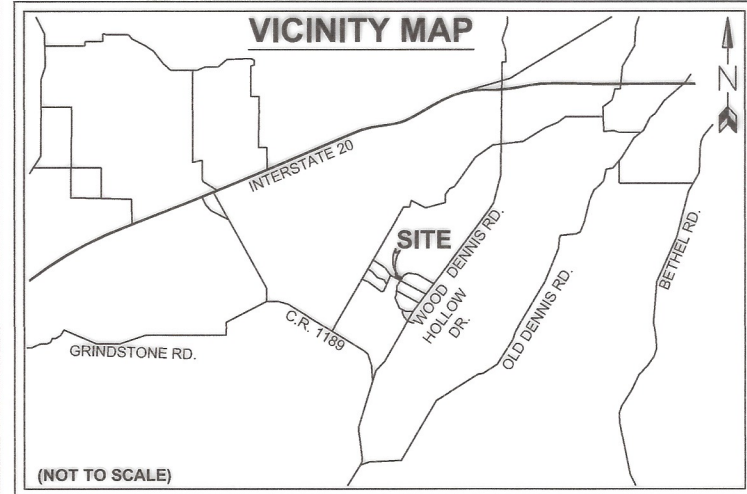 VICINITY MAP
N
INTERSTATE 20
SITE
WOOD HOLLOW DR.
DENNIS RD.
BETHEL RD.
OLD DENNIS RD.
C.R. 1189
GRINDSTONE RD.
(NOT TO SCALE)